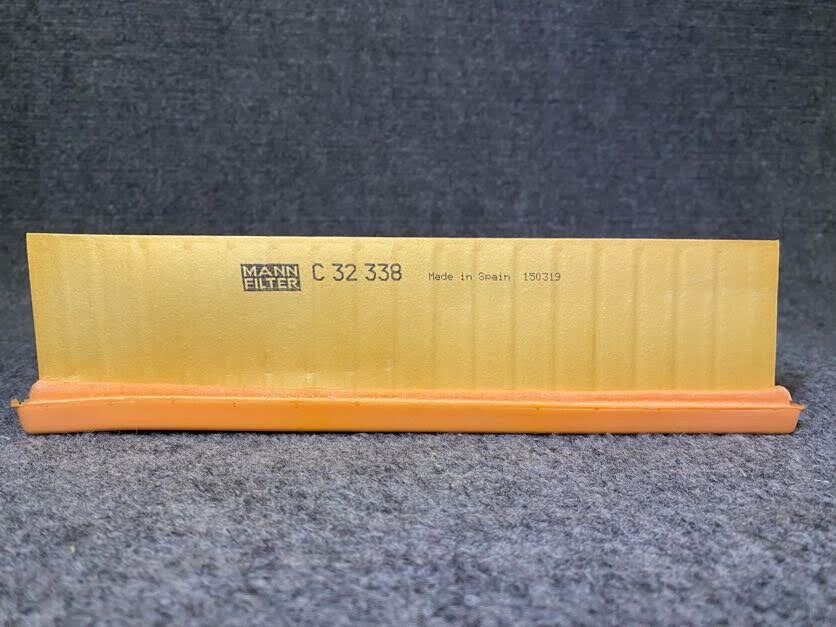 MANN
FILTER
C 32 338 Made in Spain 150319